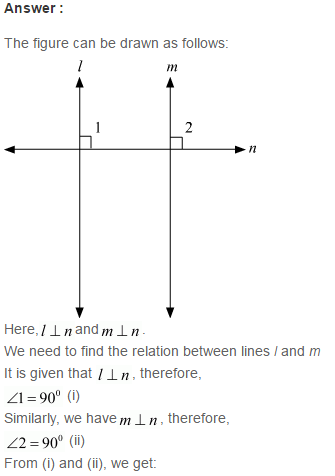 Answer :
The figure can be drawn as follows:
l m
1 2
n
Here, l ⊥ n and m ⊥ n .
We need to find the relation between lines l and m
It is given that l ⊥ n , therefore,
∠1 = 90⁰ (i)
Similarly, we have m ⊥ n , therefore,
∠2 = 90⁰ (ii)
From (i) and (ii), we get: